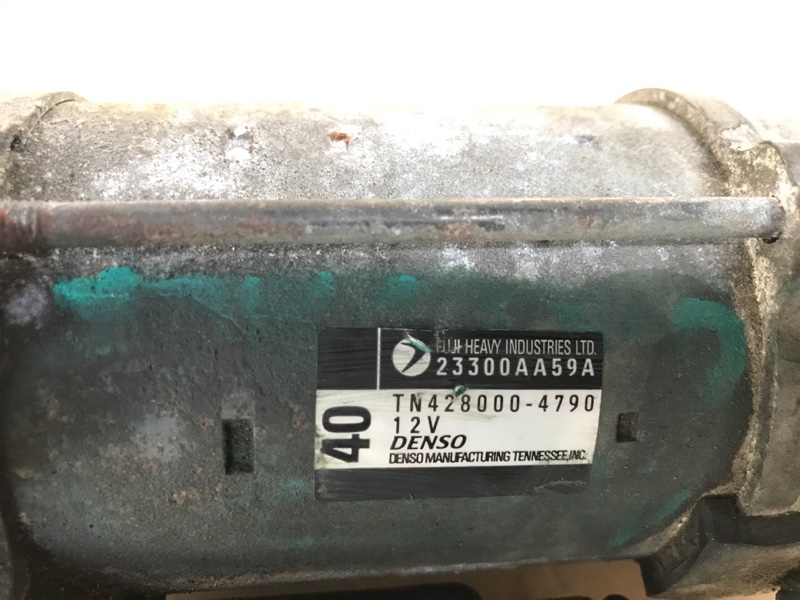 FUJI HEAVY INDUSTRIES LTD.
23300AA59A
40
TN428000-4790
12V
DENSO
DENSO MANUFACTURING TENNESSEE, INC.